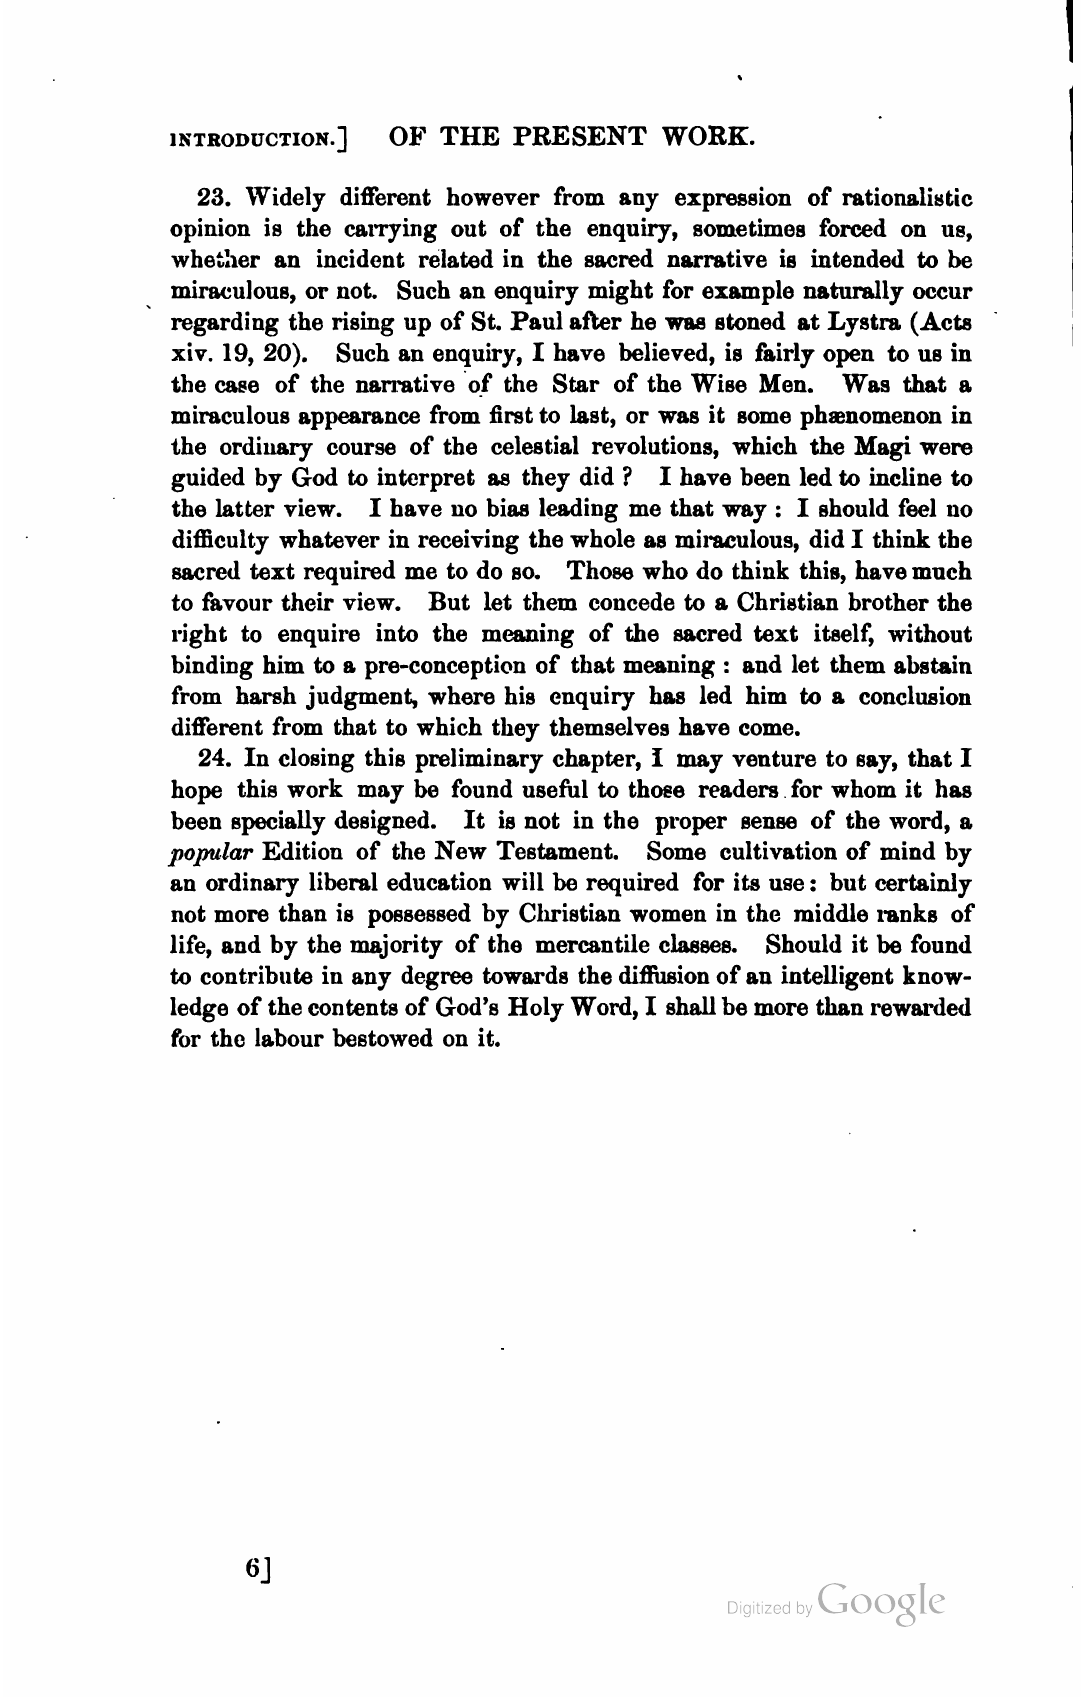 INTRODUCTION.] OF THE PRESENT WORK.
23. Widely different however from any expression of rationalistic
opinion is the carrying out of the enquiry, sometimes forced on us,
whether an incident related in the sacred narrative is intended to be
miraculous, or not. Such an enquiry might for example naturally occur
regarding the rising up of St. Paul after he was stoned at Lystra (Acts
xiv. 19, 20). Such an enquiry, I have believed, is fairly open to us in
the case of the narrative of the Star of the Wise Men. Was that a
miraculous appearance from first to last, or was it some phænomenon in
the ordinary course of the celestial revolutions, which the Magi were
guided by God to interpret as they did ? I have been led to incline to
the latter view. I have no bias leading me that way : I should feel no
difficulty whatever in receiving the whole as miraculous, did I think the
sacred text required me to do so. Those who do think this, have much
to favour their view. But let them concede to a Christian brother the
right to enquire into the meaning of the sacred text itself, without
binding him to a pre-conception of that meaning : and let them abstain
from harsh judgment, where his enquiry has led him to a conclusion
different from that to which they themselves have come.
24. In closing this preliminary chapter, I may venture to say, that I
hope this work may be found useful to those readers for whom it has
been specially designed. It is not in the proper sense of the word, a
popular Edition of the New Testament. Some cultivation of mind by
an ordinary liberal education will be required for its use : but certainly
not more than is possessed by Christian women in the middle ranks of
life, and by the majority of the mercantile classes. Should it be found
to contribute in any degree towards the diffusion of an intelligent know-
ledge of the contents of God's Holy Word, I shall be more than rewarded
for the labour bestowed on it.
6]
Digitized by Google